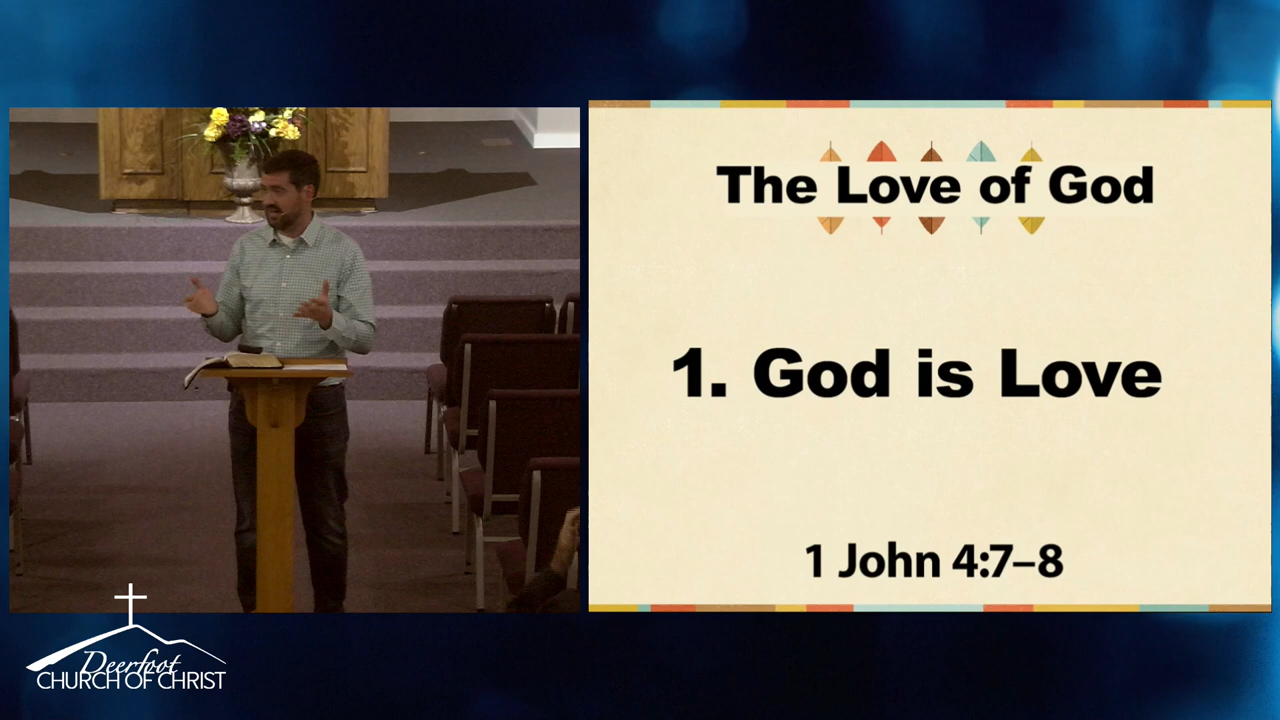 The Love of God
1. God is Love
1 John 4:7–8
Deerfoot
CHURCH OF CHRIST